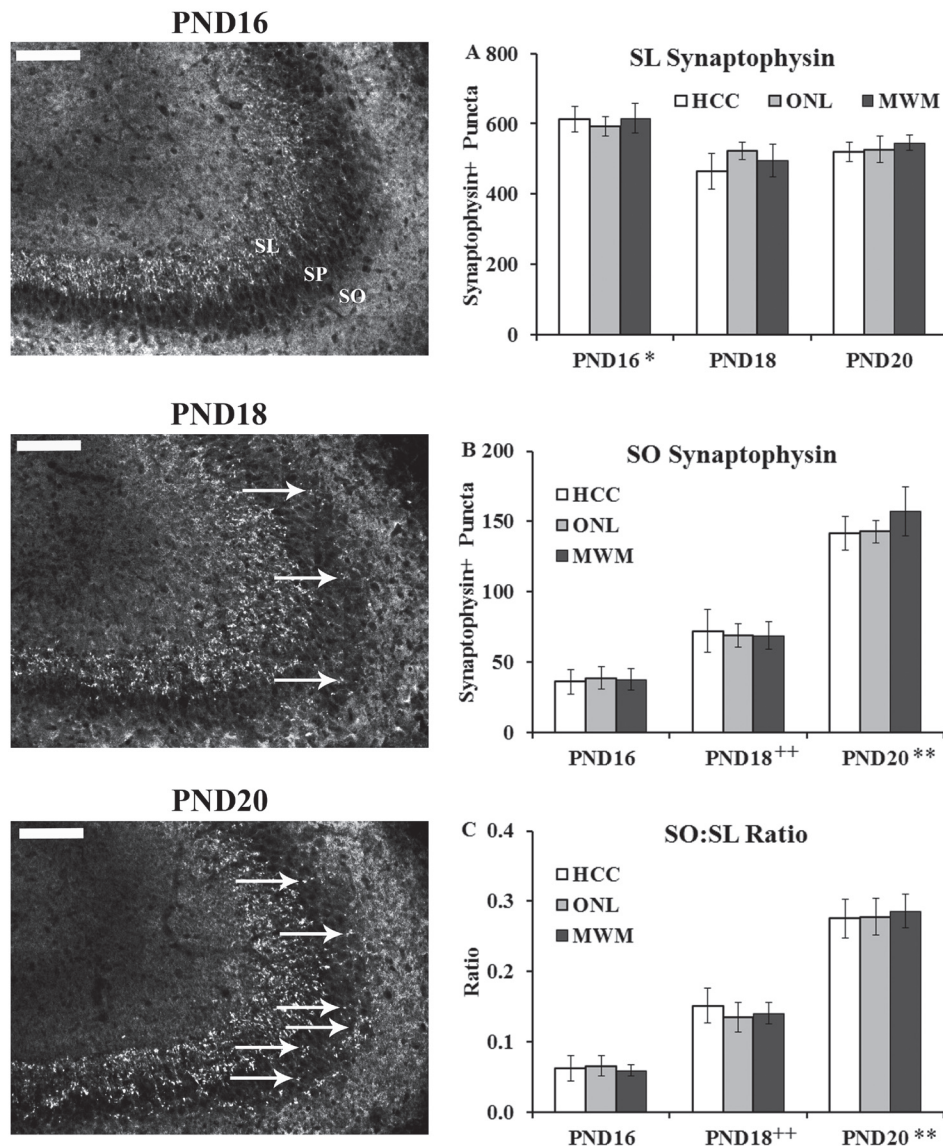 PND16
SL
SP
SO
PND18
PND20
A
SL Synaptophysin
HCC ONL MWM
Synaptophysin+ Puncta
800
600
400
200
0
PND16 * PND18 PND20
B
SO Synaptophysin
HCC
ONL
MWM
Synaptophysin+ Puncta
200
150
100
50
0
PND16 PND18++ PND20 **
C
SO:SL Ratio
HCC
ONL
MWM
Ratio
0.4
0.3
0.2
0.1
0.0
PND16 PND18++ PND20 **